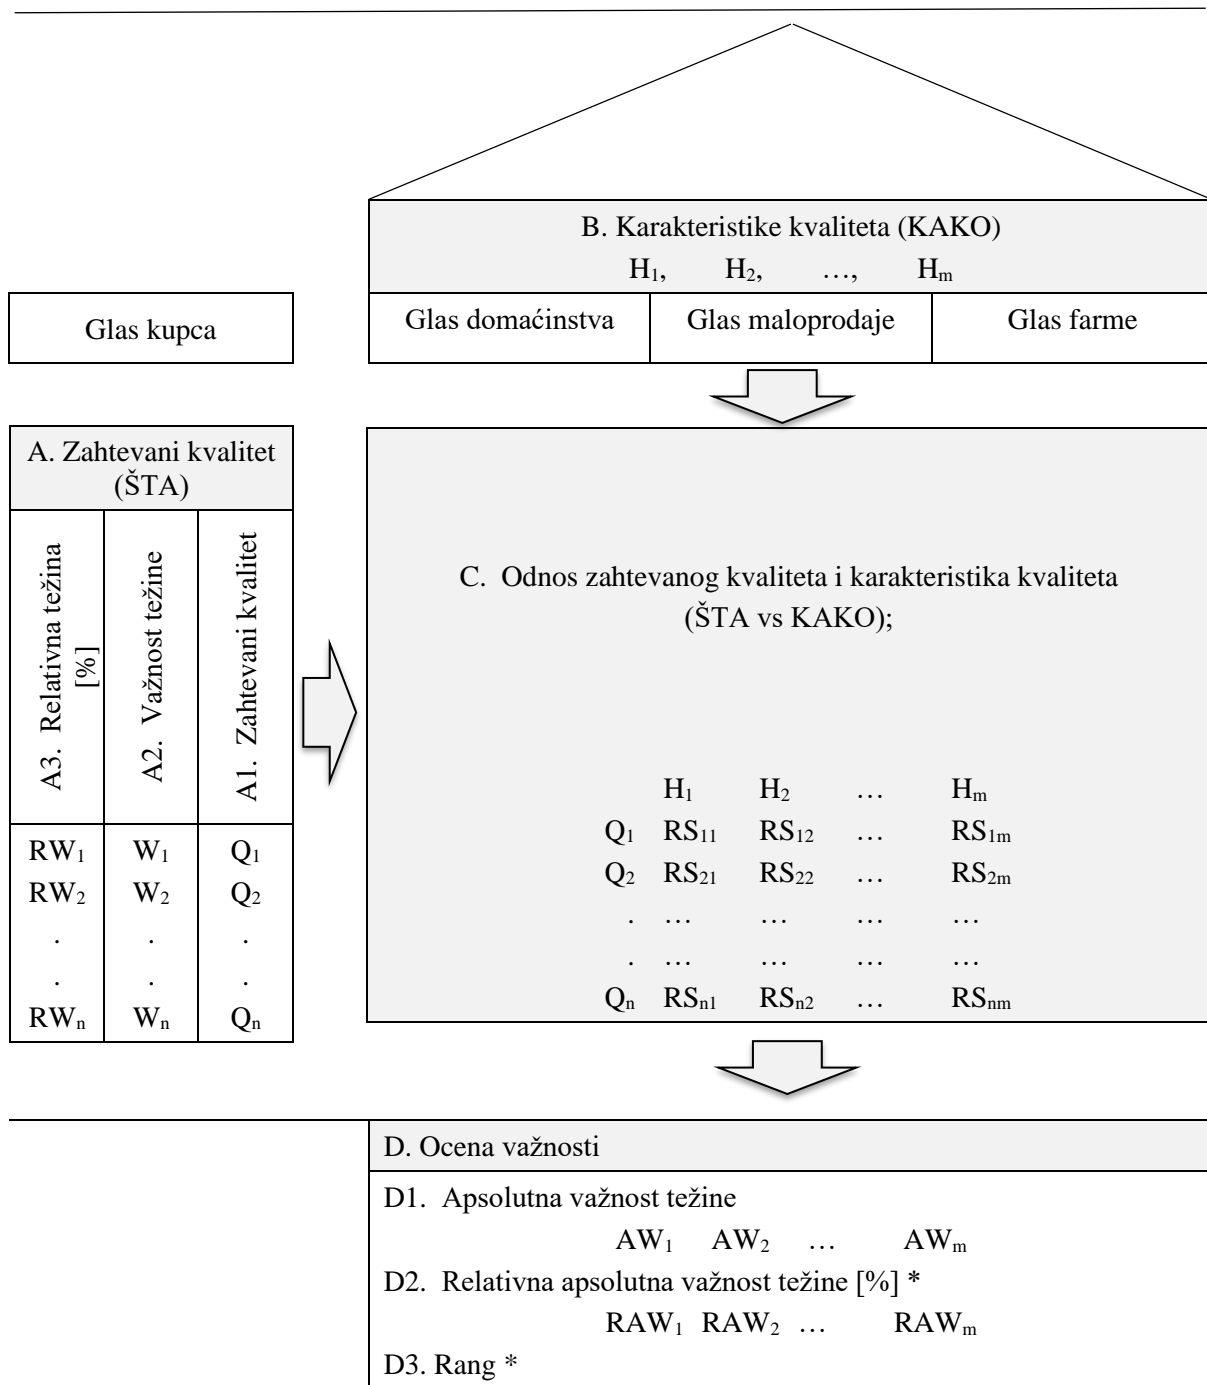 B. Karakteristike kvaliteta (KAKO)
H₁, H₂, …, Hₘ
Glas kupca
Glas domaćinstva Glas maloprodaje Glas farme
A. Zahtevani kvalitet
(ŠTA)
A3. Relativna težina
[%]
A2. Važnost težine
A1. Zahtevani kvalitet
RW₁ W₁ Q₁
RW₂ W₂ Q₂
. . .
. . .
RWₙ Wₙ Qₙ
C. Odnos zahtevanog kvaliteta i karakteristika kvaliteta
(ŠTA vs KAKO);
H₁ H₂ … Hₘ
Q₁ RS₁₁ RS₁₂ … RS₁ₘ
Q₂ RS₂₁ RS₂₂ … RS₂ₘ
. … … … …
. … … … …
Qₙ RSₙ₁ RSₙ₂ … RSₙₘ
D. Ocena važnosti
D1. Apsolutna važnost težine
AW₁ AW₂ … AWₘ
D2. Relativna apsolutna važnost težine [%] *
RAW₁ RAW₂ … RAWₘ
D3. Rang *